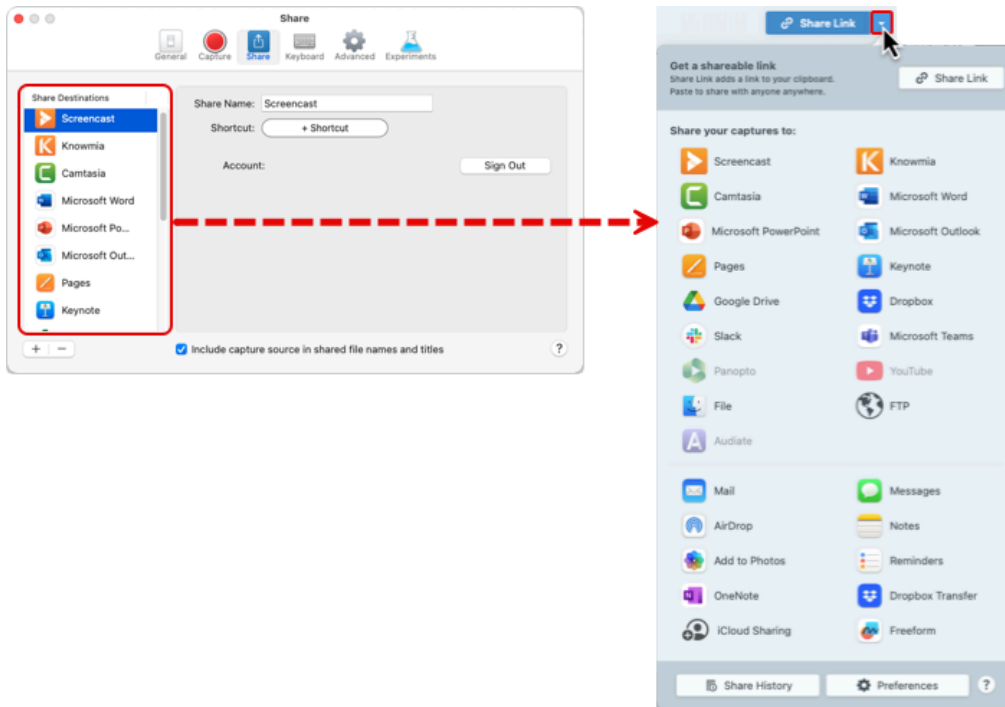 Share
General Capture Share Keyboard Advanced Experiments
Share Destinations
Screencast
Knowmia
Camtasia
Microsoft Word
Microsoft Po...
Microsoft Out...
Pages
Keynote
+ −
Share Name: Screencast
Shortcut: + Shortcut
Account: Sign Out
Include capture source in shared file names and titles
?
Share Link
Get a shareable link
Share Link adds a link to your clipboard.
Paste to share with anyone anywhere.
Share Link
Share your captures to:
Screencast Knowmia
Camtasia Microsoft Word
Microsoft PowerPoint Microsoft Outlook
Pages Keynote
Google Drive Dropbox
Slack Microsoft Teams
Panopto YouTube
File FTP
Audiate
Mail Messages
AirDrop Notes
Add to Photos Reminders
OneNote Dropbox Transfer
iCloud Sharing Freeform
Share History Preferences ?